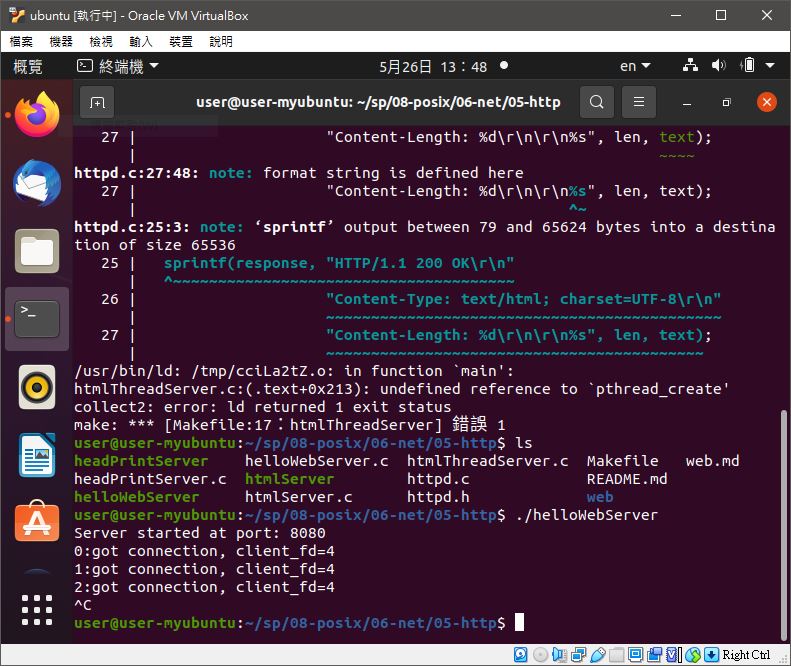 ubuntu [執行中] - Oracle VM VirtualBox
檔案 機器 檢視 輸入 裝置 說明
概覽 終端機 5月26日 13：48 en
user@user-myubuntu: ~/sp/08-posix/06-net/05-http
27 | "Content-Length: %d\r\n\r\n%s", len, text);
| ~~~~
httpd.c:27:48: note: format string is defined here
27 | "Content-Length: %d\r\n\r\n%s", len, text);
| ^~
httpd.c:25:3: note: ‘sprintf’ output between 79 and 65624 bytes into a destina
tion of size 65536
25 | sprintf(response, "HTTP/1.1 200 OK\r\n"
| ^~~~~~~~~~~~~~~~~~~~~~~~~~~~~~~~~~~~~~~
26 | "Content-Type: text/html; charset=UTF-8\r\n"
| ~~~~~~~~~~~~~~~~~~~~~~~~~~~~~~~~~~~~~~~~~~~~
27 | "Content-Length: %d\r\n\r\n%s", len, text);
| ~~~~~~~~~~~~~~~~~~~~~~~~~~~~~~~~~~~~~~~~~~
/usr/bin/ld: /tmp/cciLa2tZ.o: in function `main':
htmlThreadServer.c:(.text+0x213): undefined reference to `pthread_create'
collect2: error: ld returned 1 exit status
make: *** [Makefile:17：htmlThreadServer] 錯誤 1
user@user-myubuntu:~/sp/08-posix/06-net/05-http$ ls
headPrintServer helloWebServer.c htmlThreadServer.c Makefile web.md
headPrintServer.c htmlServer httpd.c README.md
helloWebServer htmlServer.c httpd.h web
user@user-myubuntu:~/sp/08-posix/06-net/05-http$ ./helloWebServer
Server started at port: 8080
0:got connection, client_fd=4
1:got connection, client_fd=4
2:got connection, client_fd=4
^C
user@user-myubuntu:~/sp/08-posix/06-net/05-http$
Right Ctrl